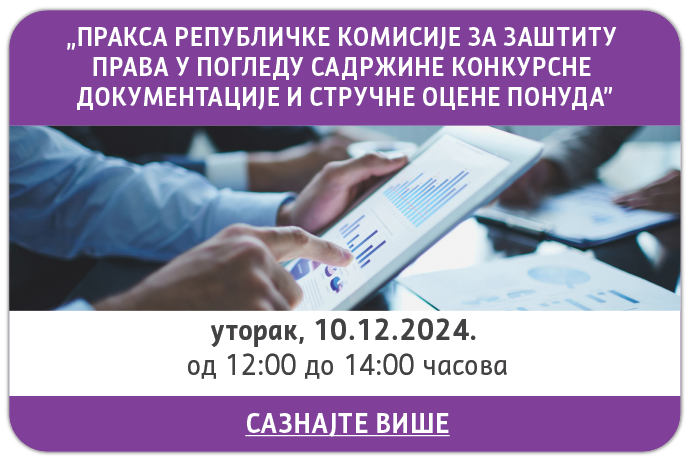 „ПРАКСА РЕПУБЛИЧКЕ КОМИСИЈЕ ЗА ЗАШТИТУ
ПРАВА У ПОГЛЕДУ САДРЖИНЕ КОНКУРСНЕ
ДОКУМЕНТАЦИЈЕ И СТРУЧНЕ ОЦЕНЕ ПОНУДА”
уторак, 10.12.2024.
од 12:00 до 14:00 часова
САЗНАЈТЕ ВИШЕ